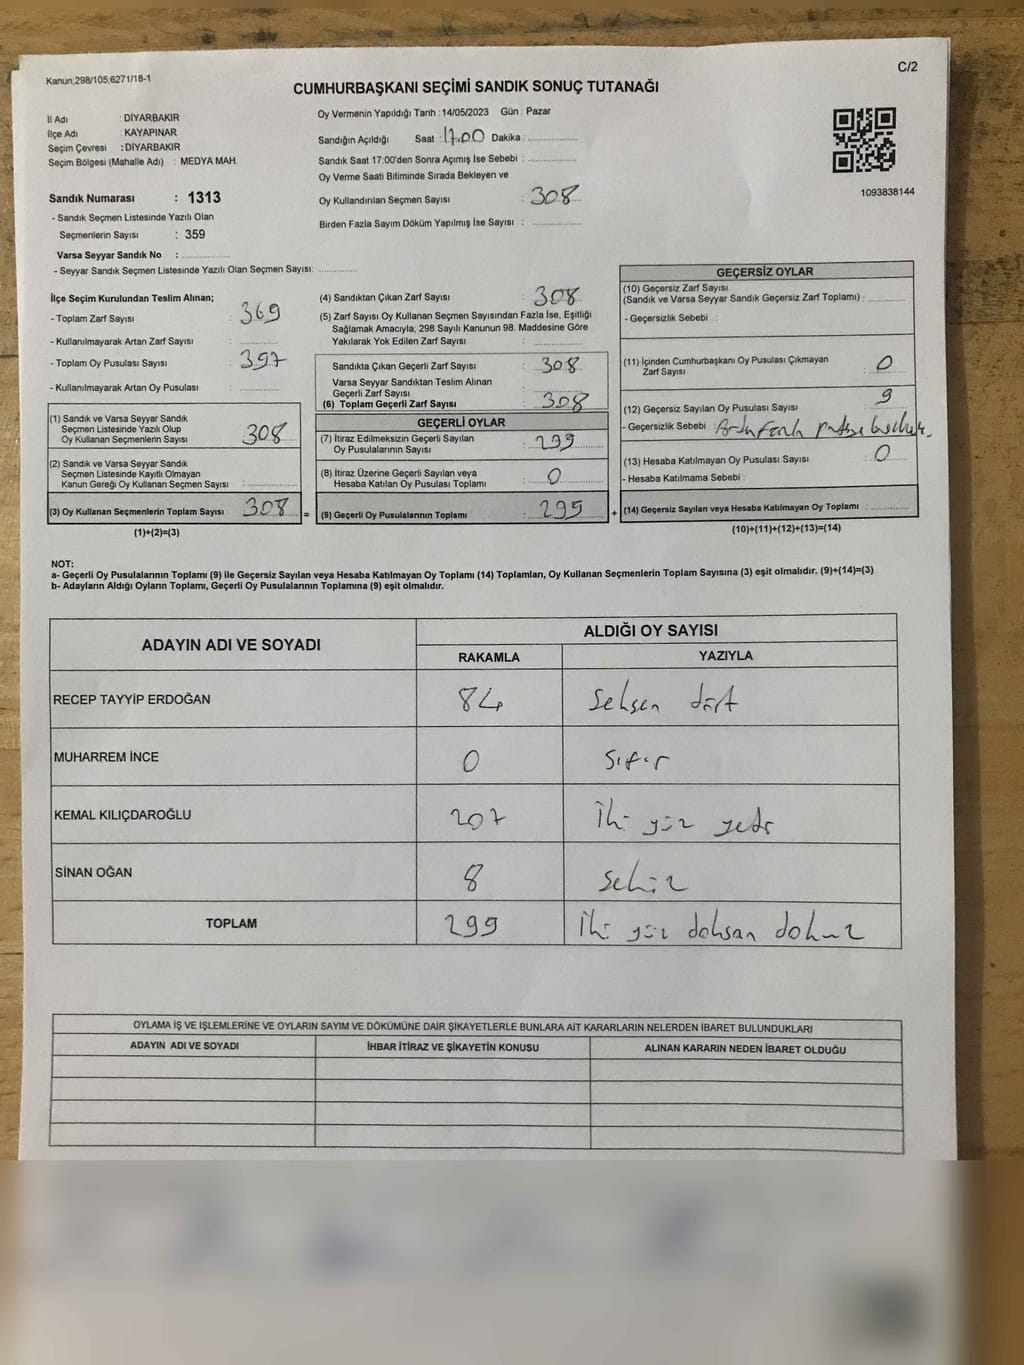 Kanun;298/105;6271/18-1
C/2
CUMHURBAŞKANI SEÇİMİ SANDIK SONUÇ TUTANAĞI
İl Adı : DİYARBAKIR
İlçe Adı : KAYAPINAR
Seçim Çevresi : DİYARBAKIR
Seçim Bölgesi (Mahalle Adı) : MEDYA MAH.
Sandık Numarası : 1313
- Sandık Seçmen Listesinde Yazılı Olan
Seçmenlerin Sayısı : 359
Varsa Seyyar Sandık No :
- Seyyar Sandık Seçmen Listesinde Yazılı Olan Seçmen Sayısı:
Oy Vermenin Yapıldığı Tarih : 14/05/2023 Gün : Pazar
Sandığın Açıldığı Saat : 17.00 Dakika :
Sandık Saat 17:00'den Sonra Açımış İse Sebebi :
Oy Verme Saati Bitiminde Sırada Bekleyen ve
Oy Kullandırılan Seçmen Sayısı : 308
Birden Fazla Sayım Döküm Yapılmış İse Sayısı :
1093838144
İlçe Seçim Kurulundan Teslim Alınan;
- Toplam Zarf Sayısı : 369
- Kullanılmayarak Artan Zarf Sayısı :
- Toplam Oy Pusulası Sayısı : 397
- Kullanılmayarak Artan Oy Pusulası :
(1) Sandık ve Varsa Seyyar Sandık
Seçmen Listesinde Yazılı Olup
Oy Kullanan Seçmenlerin Sayısı : 308
(2) Sandık ve Varsa Seyyar Sandık
Seçmen Listesinde Kayıtlı Olmayan
Kanun Gereği Oy Kullanan Seçmen Sayısı :
(3) Oy Kullanan Seçmenlerin Toplam Sayısı 308 =
(1)+(2)=(3)
(4) Sandıktan Çıkan Zarf Sayısı : 308
(5) Zarf Sayısı Oy Kullanan Seçmen Sayısından Fazla İse, Eşitliği
Sağlamak Amacıyla; 298 Sayılı Kanunun 98. Maddesine Göre
Yakılarak Yok Edilen Zarf Sayısı :
Sandıkta Çıkan Geçerli Zarf Sayısı : 308
Varsa Seyyar Sandıktan Teslim Alınan
Geçerli Zarf Sayısı :
(6) Toplam Geçerli Zarf Sayısı : 308
GEÇERLİ OYLAR
(7) İtiraz Edilmeksizin Geçerli Sayılan
Oy Pusulalarının Sayısı : 299
(8) İtiraz Üzerine Geçerli Sayılan veya
Hesaba Katılan Oy Pusulası Toplamı : 0
(9) Geçerli Oy Pusulalarının Toplamı : 295 +
GEÇERSİZ OYLAR
(10) Geçersiz Zarf Sayısı
(Sandık ve Varsa Seyyar Sandık Geçersiz Zarf Toplamı) :
- Geçersizlik Sebebi :
(11) İçinden Cumhurbaşkanı Oy Pusulası Çıkmayan
Zarf Sayısı : 0
(12) Geçersiz Sayılan Oy Pusulası Sayısı : 9
- Geçersizlik Sebebi :
(13) Hesaba Katılmayan Oy Pusulası Sayısı : 0
- Hesaba Katılmama Sebebi :
(14) Geçersiz Sayılan veya Hesaba Katılmayan Oy Toplamı :
(10)+(11)+(12)+(13)=(14)
NOT:
a- Geçerli Oy Pusulalarının Toplamı (9) ile Geçersiz Sayılan veya Hesaba Katılmayan Oy Toplamı (14) Toplamları, Oy Kullanan Seçmenlerin Toplam Sayısına (3) eşit olmalıdır. (9)+(14)=(3)
b- Adayların Aldığı Oyların Toplamı, Geçerli Oy Pusulalarının Toplamına (9) eşit olmalıdır.
ADAYIN ADI VE SOYADI
ALDIĞI OY SAYISI
RAKAMLA YAZIYLA
RECEP TAYYİP ERDOĞAN 84 Seksen dört
MUHARREM İNCE 0 Sıfır
KEMAL KILIÇDAROĞLU 207 İki yüz yedi
SİNAN OĞAN 8 Sekiz
TOPLAM 299 İki yüz doksan dokuz
OYLAMA İŞ VE İŞLEMLERİNE VE OYLARIN SAYIM VE DÖKÜMÜNE DAİR ŞİKAYETLERLE BUNLARA AİT KARARLARIN NELERDEN İBARET BULUNDUKLARI
ADAYIN ADI VE SOYADI İHBAR İTİRAZ VE ŞİKAYETİN KONUSU ALINAN KARARIN NEDEN İBARET OLDUĞU